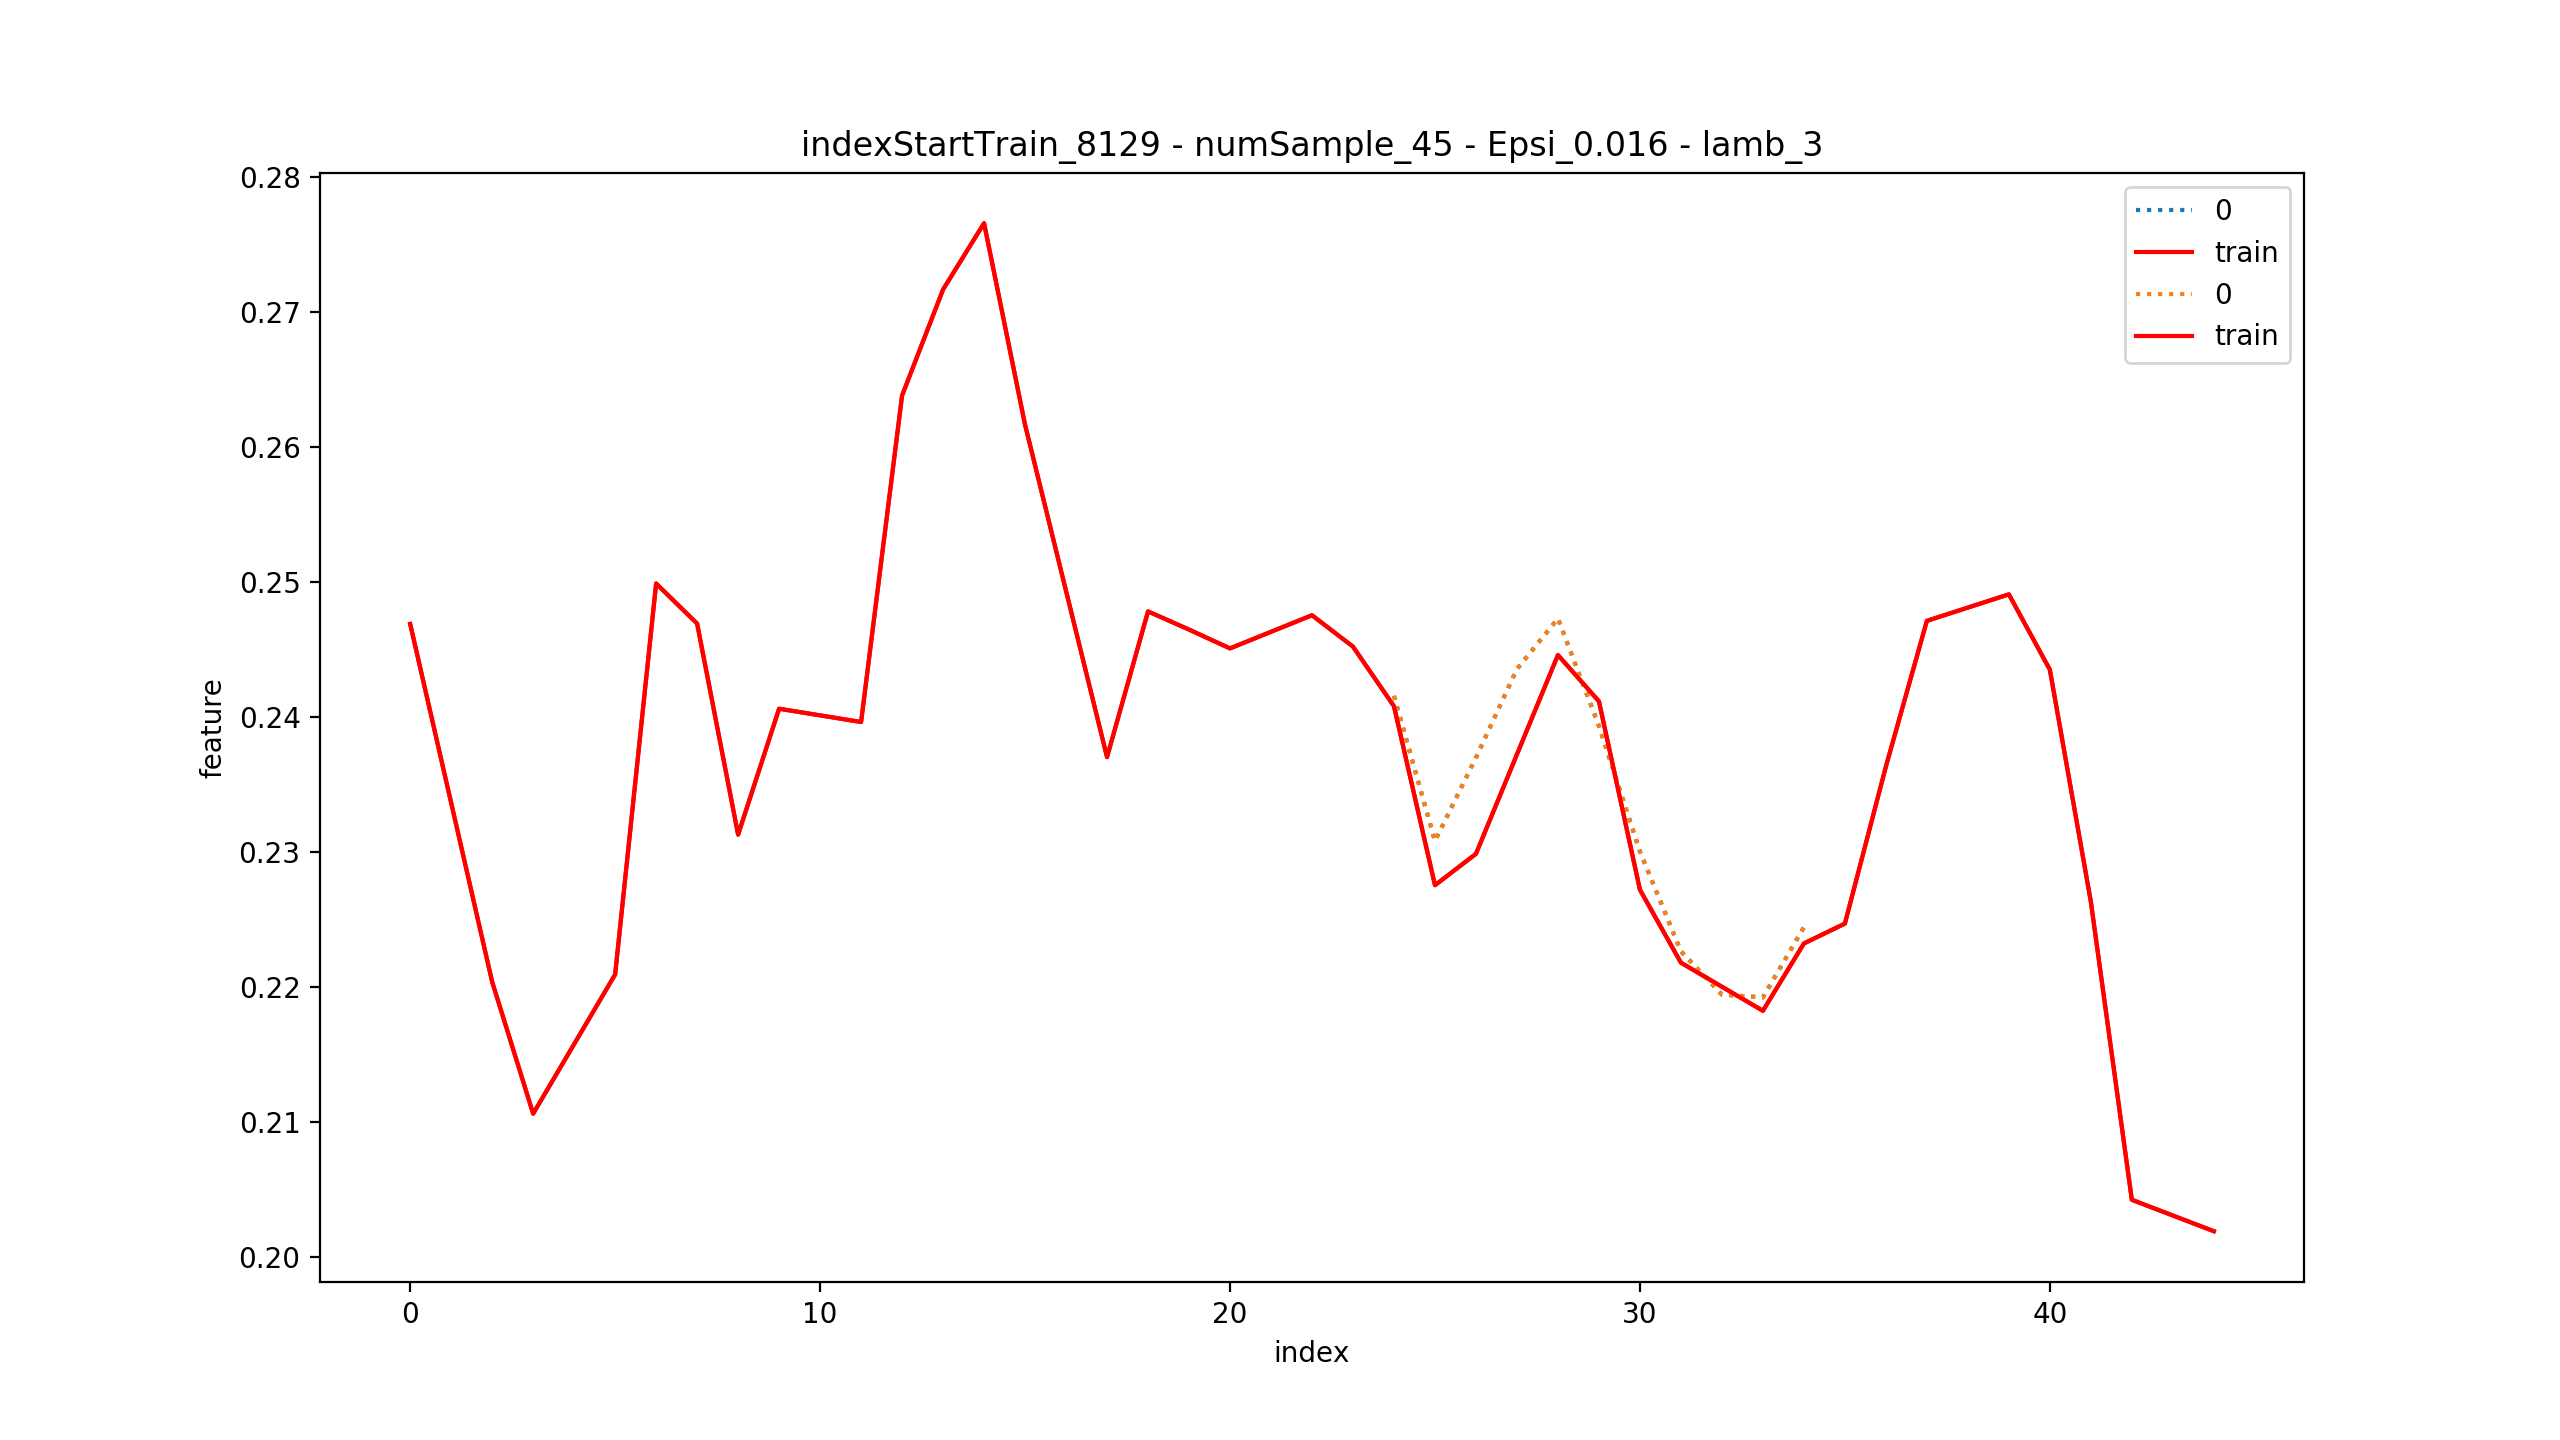 indexStartTrain_8129 - numSample_45 - Epsi_0.016 - lamb_3
0.28
0.27
0.26
0.25
0.24
0.23
0.22
0.21
0.20
feature
0
train
0
train
0 10 20 30 40
index